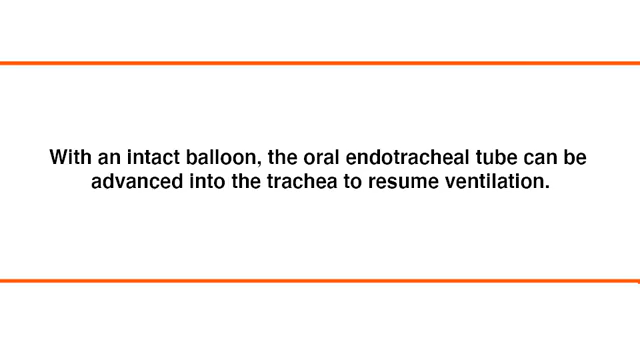 With an intact balloon, the oral endotracheal tube can be
advanced into the trachea to resume ventilation.